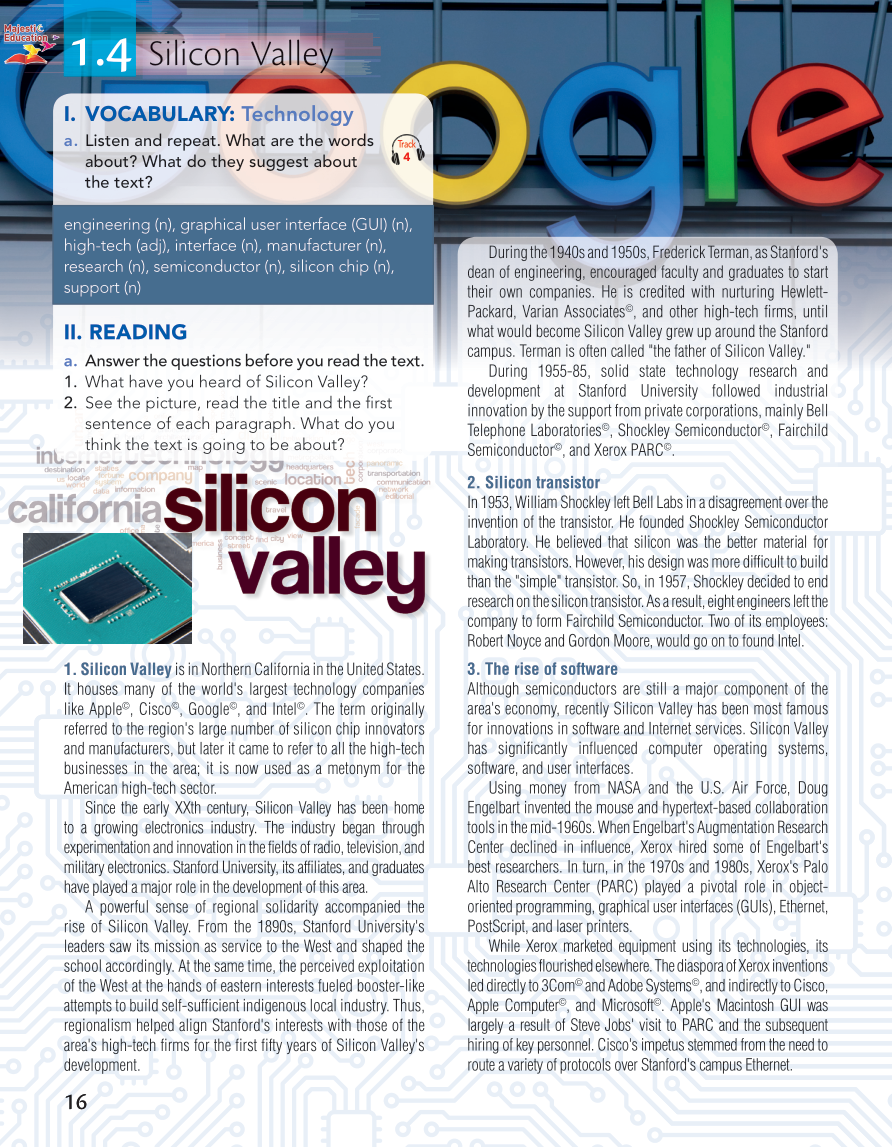 Majestic
Education
1.4 Silicon Valley
Google
I. VOCABULARY: Technology
a. Listen and repeat. What are the words
about? What do they suggest about
the text?
Track
4
engineering (n), graphical user interface (GUI) (n),
high-tech (adj), interface (n), manufacturer (n),
research (n), semiconductor (n), silicon chip (n),
support (n)
II. READING
a. Answer the questions before you read the text.
1. What have you heard of Silicon Valley?
2. See the picture, read the title and the first
sentence of each paragraph. What do you
think the text is going to be about?
destination
map
headquarters
us locate
world
company
scenic
location
transportation
communication
network
editorial
data information
california
silicon
travel
office
concept find city view
street
business
valley
1. Silicon Valley is in Northern California in the United States.
It houses many of the world's largest technology companies
like Apple©, Cisco©, Google©, and Intel©. The term originally
referred to the region's large number of silicon chip innovators
and manufacturers, but later it came to refer to all the high-tech
businesses in the area; it is now used as a metonym for the
American high-tech sector.
Since the early XXth century, Silicon Valley has been home
to a growing electronics industry. The industry began through
experimentation and innovation in the fields of radio, television, and
military electronics. Stanford University, its affiliates, and graduates
have played a major role in the development of this area.
A powerful sense of regional solidarity accompanied the
rise of Silicon Valley. From the 1890s, Stanford University's
leaders saw its mission as service to the West and shaped the
school accordingly. At the same time, the perceived exploitation
of the West at the hands of eastern interests fueled booster-like
attempts to build self-sufficient indigenous local industry. Thus,
regionalism helped align Stanford's interests with those of the
area's high-tech firms for the first fifty years of Silicon Valley's
development.
During the 1940s and 1950s, Frederick Terman, as Stanford's
dean of engineering, encouraged faculty and graduates to start
their own companies. He is credited with nurturing Hewlett-
Packard, Varian Associates©, and other high-tech firms, until
what would become Silicon Valley grew up around the Stanford
campus. Terman is often called "the father of Silicon Valley."
During 1955-85, solid state technology research and
development at Stanford University followed industrial
innovation by the support from private corporations, mainly Bell
Telephone Laboratories©, Shockley Semiconductor©, Fairchild
Semiconductor©, and Xerox PARC©.
2. Silicon transistor
In 1953, William Shockley left Bell Labs in a disagreement over the
invention of the transistor. He founded Shockley Semiconductor
Laboratory. He believed that silicon was the better material for
making transistors. However, his design was more difficult to build
than the "simple" transistor. So, in 1957, Shockley decided to end
research on the silicon transistor. As a result, eight engineers left the
company to form Fairchild Semiconductor. Two of its employees:
Robert Noyce and Gordon Moore, would go on to found Intel.
3. The rise of software
Although semiconductors are still a major component of the
area's economy, recently Silicon Valley has been most famous
for innovations in software and Internet services. Silicon Valley
has significantly influenced computer operating systems,
software, and user interfaces.
Using money from NASA and the U.S. Air Force, Doug
Engelbart invented the mouse and hypertext-based collaboration
tools in the mid-1960s. When Engelbart's Augmentation Research
Center declined in influence, Xerox hired some of Engelbart's
best researchers. In turn, in the 1970s and 1980s, Xerox's Palo
Alto Research Center (PARC) played a pivotal role in object-
oriented programming, graphical user interfaces (GUIs), Ethernet,
PostScript, and laser printers.
While Xerox marketed equipment using its technologies, its
technologies flourished elsewhere. The diaspora of Xerox inventions
led directly to 3Com© and Adobe Systems©, and indirectly to Cisco,
Apple Computer©, and Microsoft©. Apple's Macintosh GUI was
largely a result of Steve Jobs' visit to PARC and the subsequent
hiring of key personnel. Cisco's impetus stemmed from the need to
route a variety of protocols over Stanford's campus Ethernet.
16